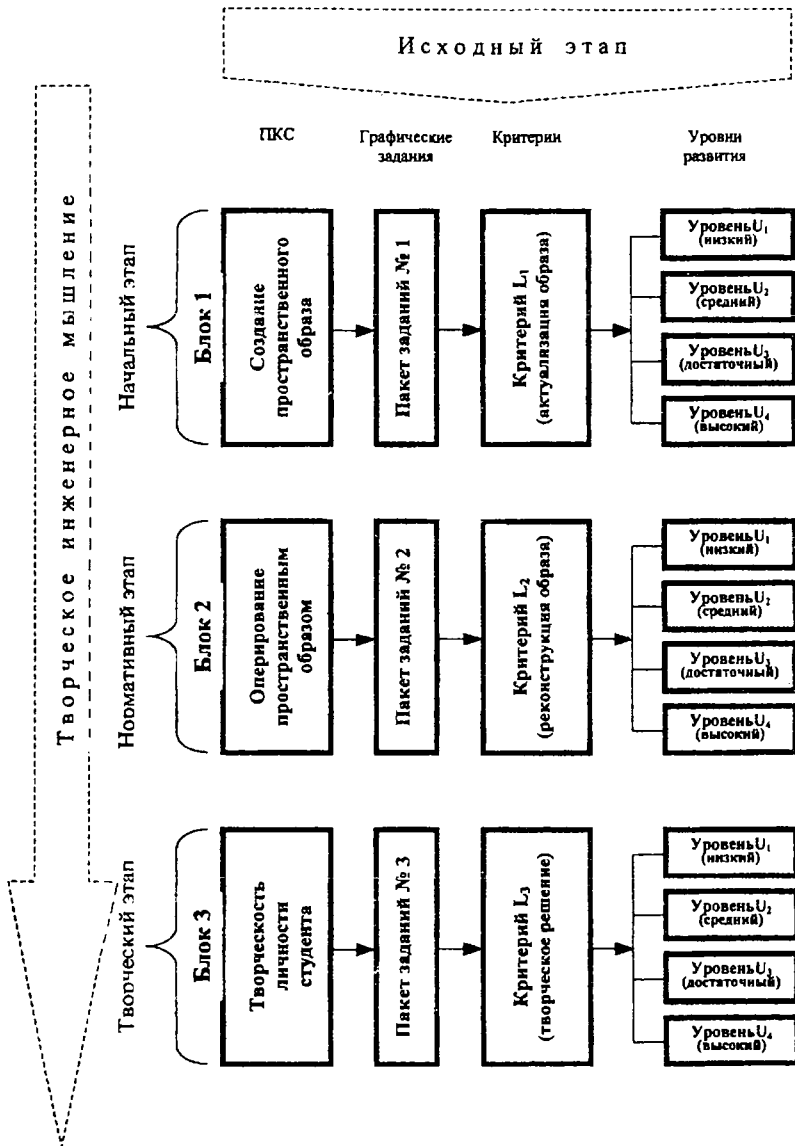 Исходный этап
Творческое инженерное мышление
ПКС
Графические
задания
Критерии
Уровни
развития
Начальный этап
Блок 1
Создание
пространственного
образа
Пакет заданий № 1
Критерий L₁
(актуализация образа)
Уровень U₁
(низкий)
Уровень U₂
(средний)
Уровень U₃
(достаточный)
Уровень U₄
(высокий)
Нормативный этап
Блок 2
Оперирование
пространственным
образом
Пакет заданий № 2
Критерий L₂
(реконструкция образа)
Уровень U₁
(низкий)
Уровень U₂
(средний)
Уровень U₃
(достаточный)
Уровень U₄
(высокий)
Творческий этап
Блок 3
Творческость
личности
студента
Пакет заданий № 3
Критерий L₃
(творческое решение)
Уровень U₁
(низкий)
Уровень U₂
(средний)
Уровень U₃
(достаточный)
Уровень U₄
(высокий)